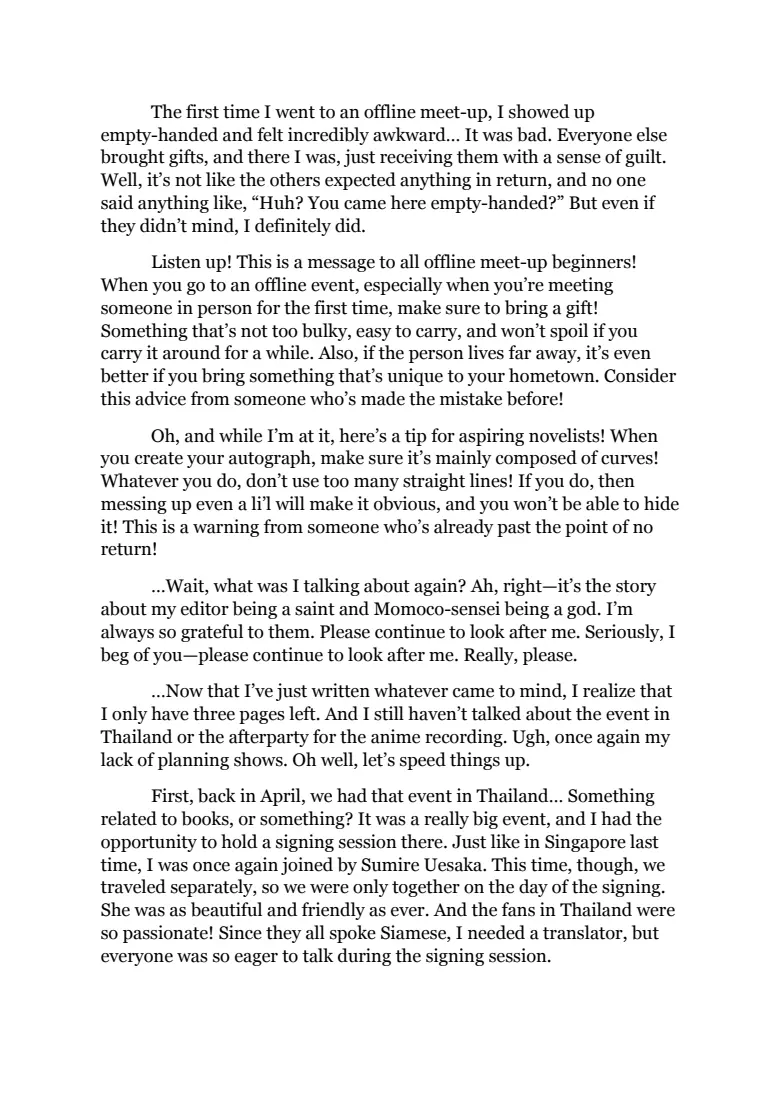 The first time I went to an offline meet-up, I showed up
empty-handed and felt incredibly awkward… It was bad. Everyone else
brought gifts, and there I was, just receiving them with a sense of guilt.
Well, it’s not like the others expected anything in return, and no one
said anything like, “Huh? You came here empty-handed?” But even if
they didn’t mind, I definitely did.
Listen up! This is a message to all offline meet-up beginners!
When you go to an offline event, especially when you’re meeting
someone in person for the first time, make sure to bring a gift!
Something that’s not too bulky, easy to carry, and won’t spoil if you
carry it around for a while. Also, if the person lives far away, it’s even
better if you bring something that’s unique to your hometown. Consider
this advice from someone who’s made the mistake before!
Oh, and while I’m at it, here’s a tip for aspiring novelists! When
you create your autograph, make sure it’s mainly composed of curves!
Whatever you do, don’t use too many straight lines! If you do, then
messing up even a li’l will make it obvious, and you won’t be able to hide
it! This is a warning from someone who’s already past the point of no
return!
…Wait, what was I talking about again? Ah, right—it’s the story
about my editor being a saint and Momoco-sensei being a god. I’m
always so grateful to them. Please continue to look after me. Seriously, I
beg of you—please continue to look after me. Really, please.
…Now that I’ve just written whatever came to mind, I realize that
I only have three pages left. And I still haven’t talked about the event in
Thailand or the afterparty for the anime recording. Ugh, once again my
lack of planning shows. Oh well, let’s speed things up.
First, back in April, we had that event in Thailand… Something
related to books, or something? It was a really big event, and I had the
opportunity to hold a signing session there. Just like in Singapore last
time, I was once again joined by Sumire Uesaka. This time, though, we
traveled separately, so we were only together on the day of the signing.
She was as beautiful and friendly as ever. And the fans in Thailand were
so passionate! Since they all spoke Siamese, I needed a translator, but
everyone was so eager to talk during the signing session.